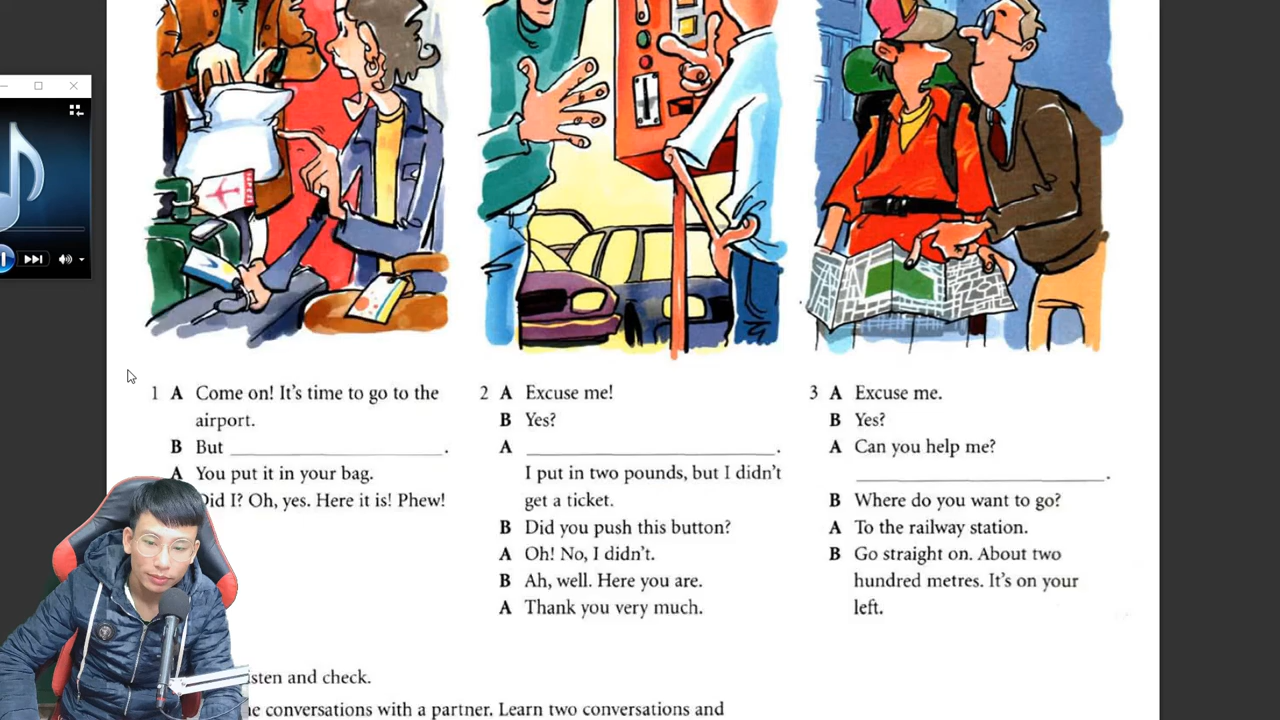 1 A Come on! It's time to go to the
airport.
B But ____________________.
A You put it in your bag.
Did I? Oh, yes. Here it is! Phew!
2 A Excuse me!
B Yes?
A ____________________.
I put in two pounds, but I didn't
get a ticket.
B Did you push this button?
A Oh! No, I didn't.
B Ah, well. Here you are.
A Thank you very much.
3 A Excuse me.
B Yes?
A Can you help me?
____________________.
B Where do you want to go?
A To the railway station.
B Go straight on. About two
hundred metres. It's on your
left.
isten and check.
e conversations with a partner. Learn two conversations and